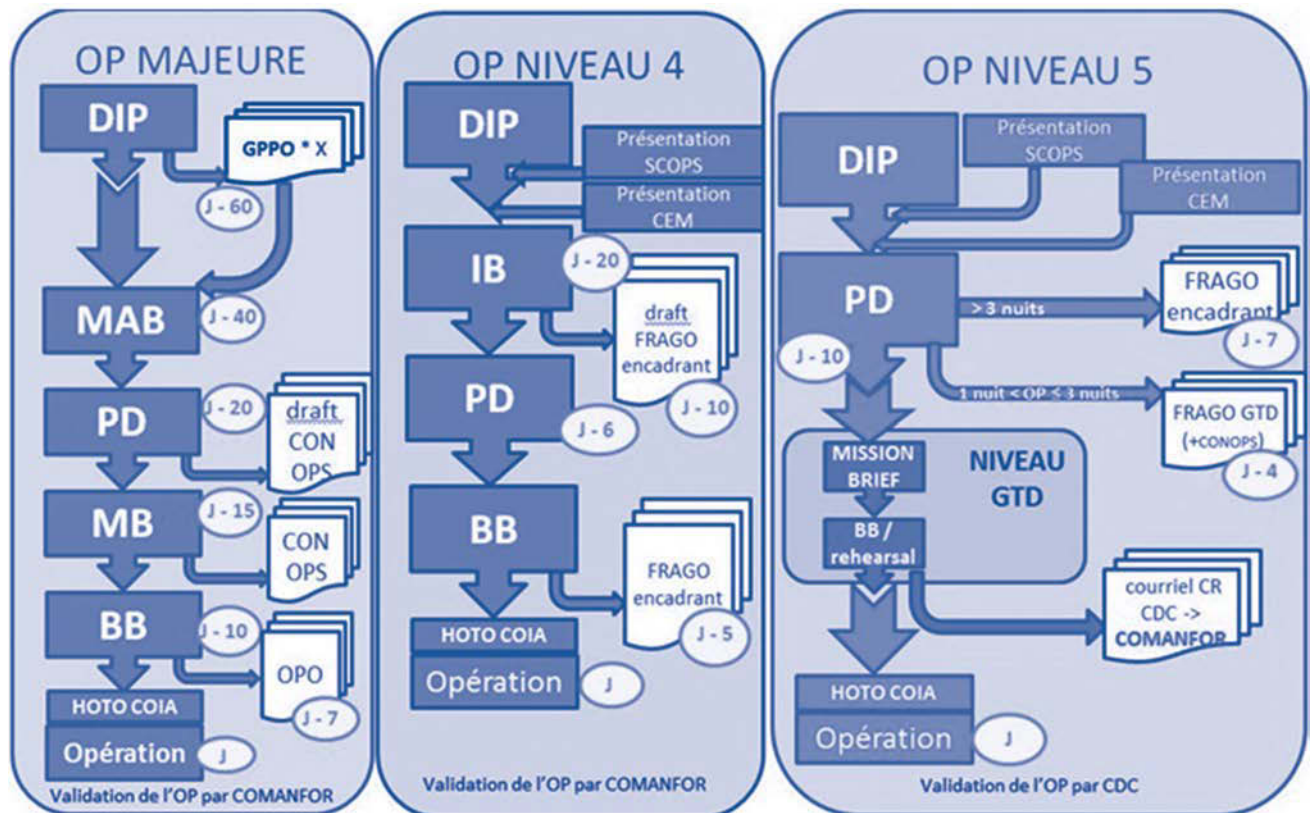 OP MAJEURE
DIP
GPPO * X
J - 60
MAB
J - 40
PD
J - 20
draft
CON
OPS
MB
J - 15
CON
OPS
BB
J - 10
OPO
J - 7
HOTO COIA
Opération
J
Validation de l'OP par COMANFOR
OP NIVEAU 4
DIP
Présentation
SCOPS
Présentation
CEM
IB
J - 20
draft
FRAGO
encadrant
J - 10
PD
J - 6
BB
FRAGO
encadrant
J - 5
HOTO COIA
Opération
J
Validation de l'OP par COMANFOR
OP NIVEAU 5
Présentation
SCOPS
DIP
Présentation
CEM
PD
J - 10
> 3 nuits
FRAGO
encadrant
J - 7
1 nuit < OP ≤ 3 nuits
FRAGO GTD
(+CONOPS)
J - 4
MISSION
BRIEF
NIVEAU
GTD
BB /
rehearsal
courriel CR
CDC ->
COMANFOR
HOTO COIA
Opération
J
Validation de l'OP par CDC